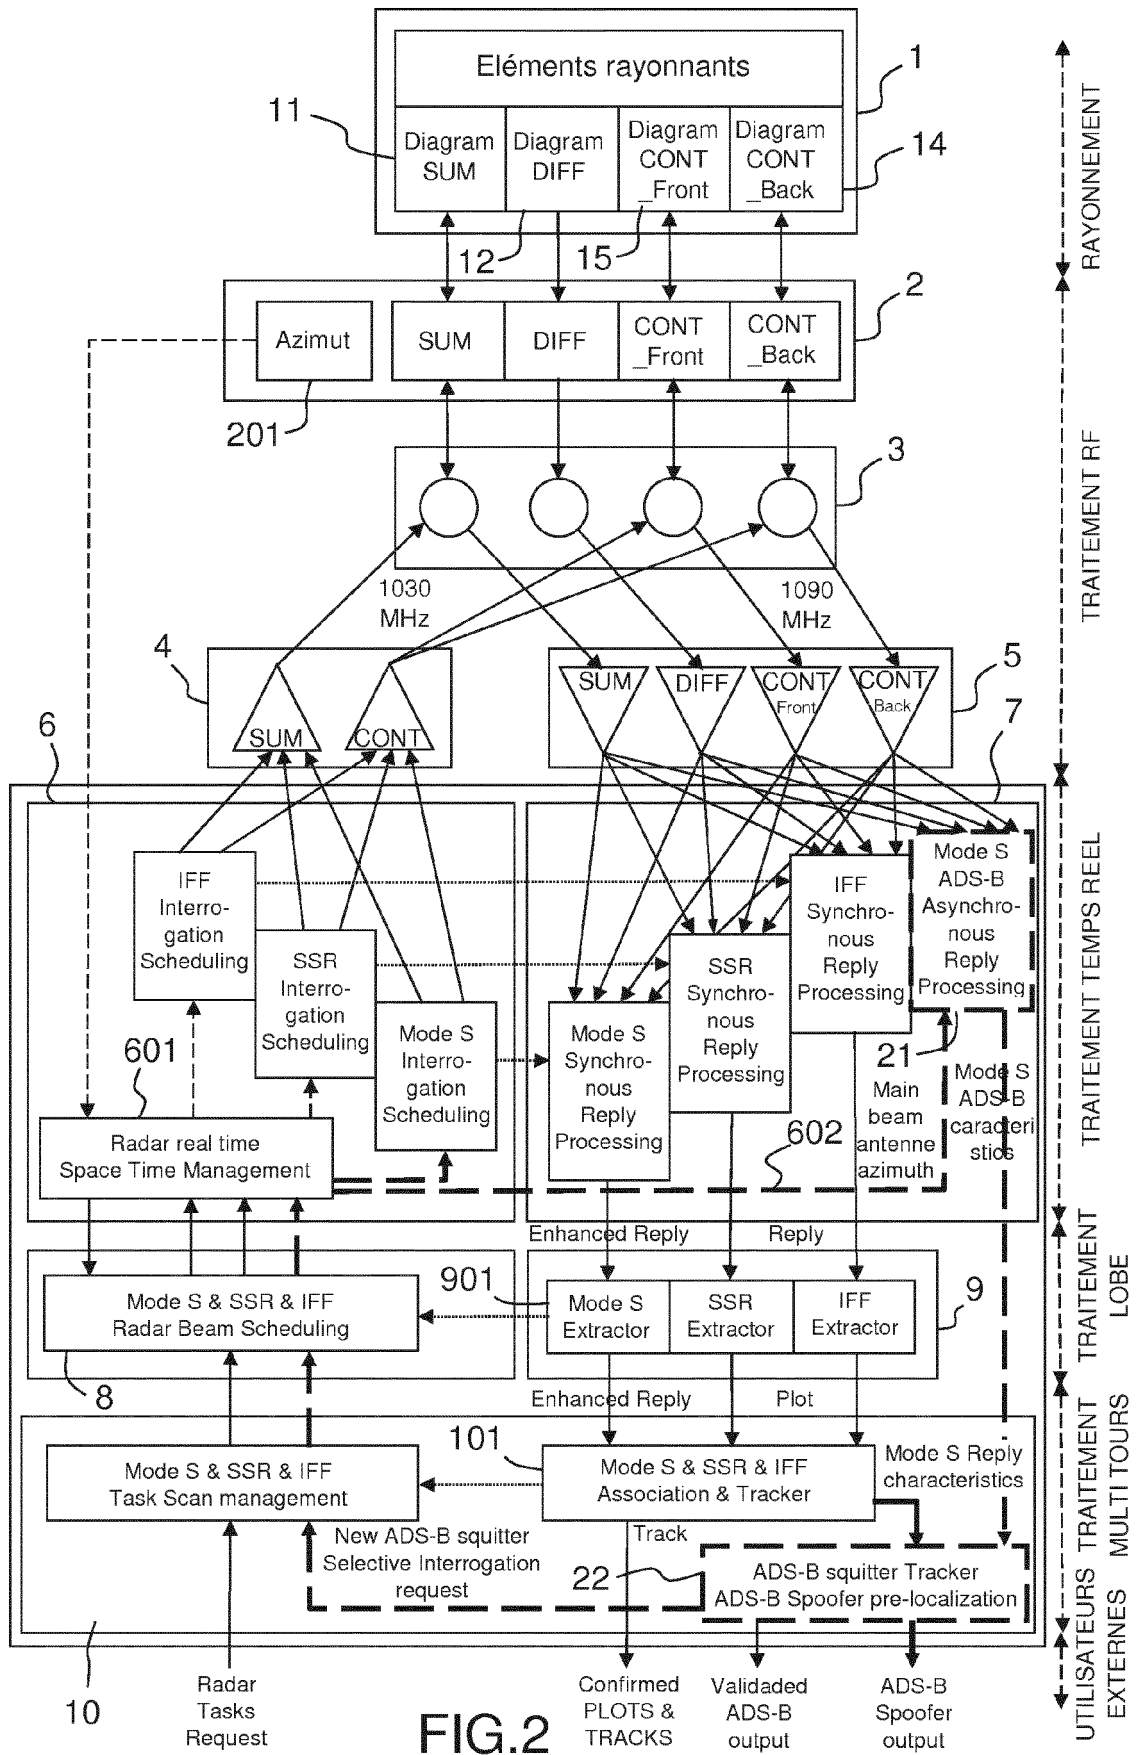 Eléments rayonnants
1
11
Diagram
SUM
Diagram
DIFF
Diagram
CONT
_Front
Diagram
CONT
_Back
14
12
15
RAYONNEMENT
2
Azimut
SUM
DIFF
CONT
_Front
CONT
_Back
201
3
TRAITEMENT RF
1030
MHz
1090
MHz
4
5
SUM
CONT
SUM
DIFF
CONT
Front
CONT
Back
6
7
IFF
Interro-
gation
Scheduling
SSR
Interro-
gation
Scheduling
Mode S
Interro-
gation
Scheduling
Mode S
Synchro-
nous
Reply
Processing
SSR
Synchro-
nous
Reply
Processing
IFF
Synchro-
nous
Reply
Processing
Mode S
ADS-B
Asynchro-
nous
Reply
Processing
TRAITEMENT TEMPS REEL
601
21
Radar real time
Space Time Management
602
Main
beam
antenne
azimuth
Mode S
ADS-B
caracteri
stics
Enhanced Reply
Reply
901
9
Mode S & SSR & IFF
Radar Beam Scheduling
Mode S
Extractor
SSR
Extractor
IFF
Extractor
TRAITEMENT
LOBE
8
Enhanced Reply
Plot
101
Mode S & SSR & IFF
Task Scan management
Mode S & SSR & IFF
Association & Tracker
Mode S Reply
characteristics
TRAITEMENT
MULTI TOURS
New ADS-B squitter
Selective Interrogation
request
Track
22
ADS-B squitter Tracker
ADS-B Spoofer pre-localization
10
UTILISATEURS
EXTERNES
Radar
Tasks
Request
Confirmed
PLOTS &
TRACKS
Validaded
ADS-B
output
ADS-B
Spoofer
output
FIG.2